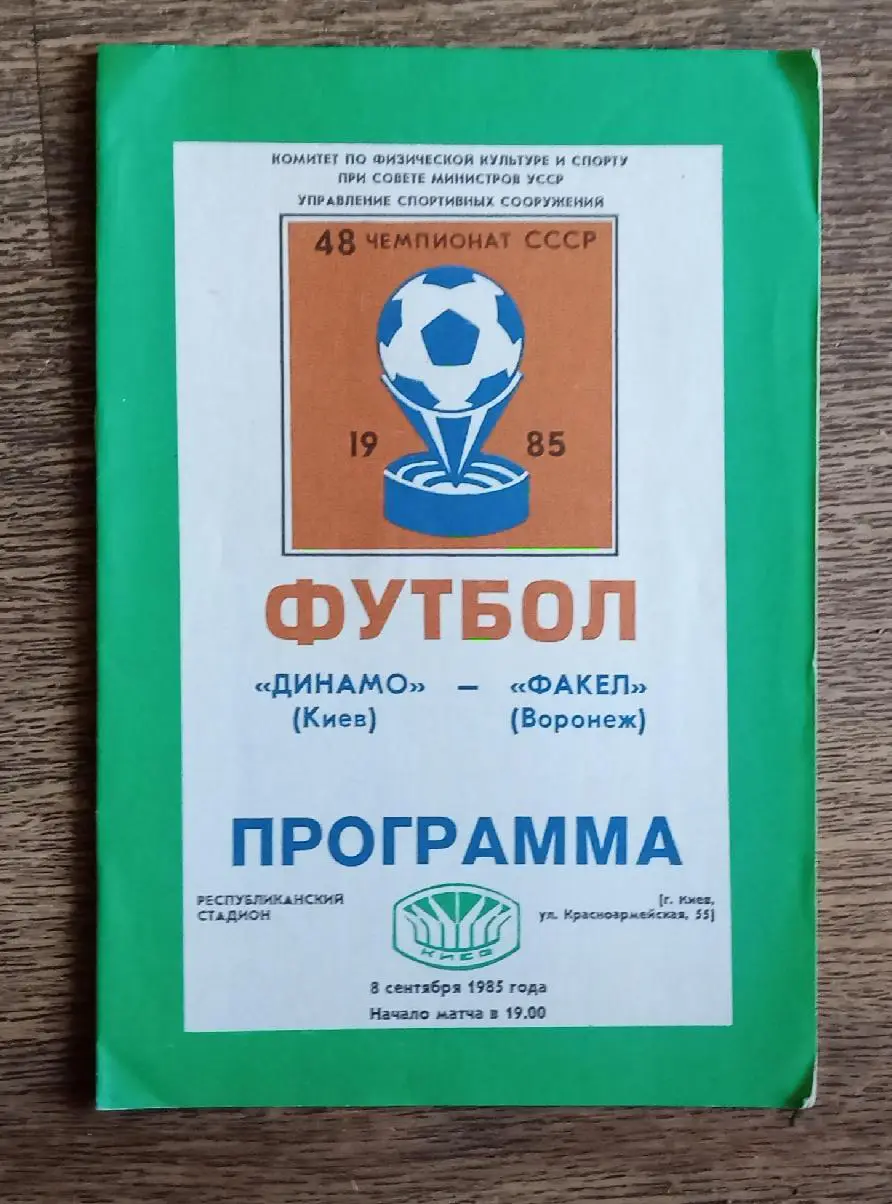 КОМИТЕТ ПО ФИЗИЧЕСКОЙ КУЛЬТУРЕ И СПОРТУ
ПРИ СОВЕТЕ МИНИСТРОВ УССР
УПРАВЛЕНИЕ СПОРТИВНЫХ СООРУЖЕНИЙ
48 ЧЕМПИОНАТ СССР
19 85
ФУТБОЛ
«ДИНАМО» — «ФАКЕЛ»
(Киев) (Воронеж)
ПРОГРАММА
РЕСПУБЛИКАНСКИЙ [г. Киев,
СТАДИОН ул. Красноармейская, 55]
КИЕВ
8 сентября 1985 года
Начало матча в 19.00